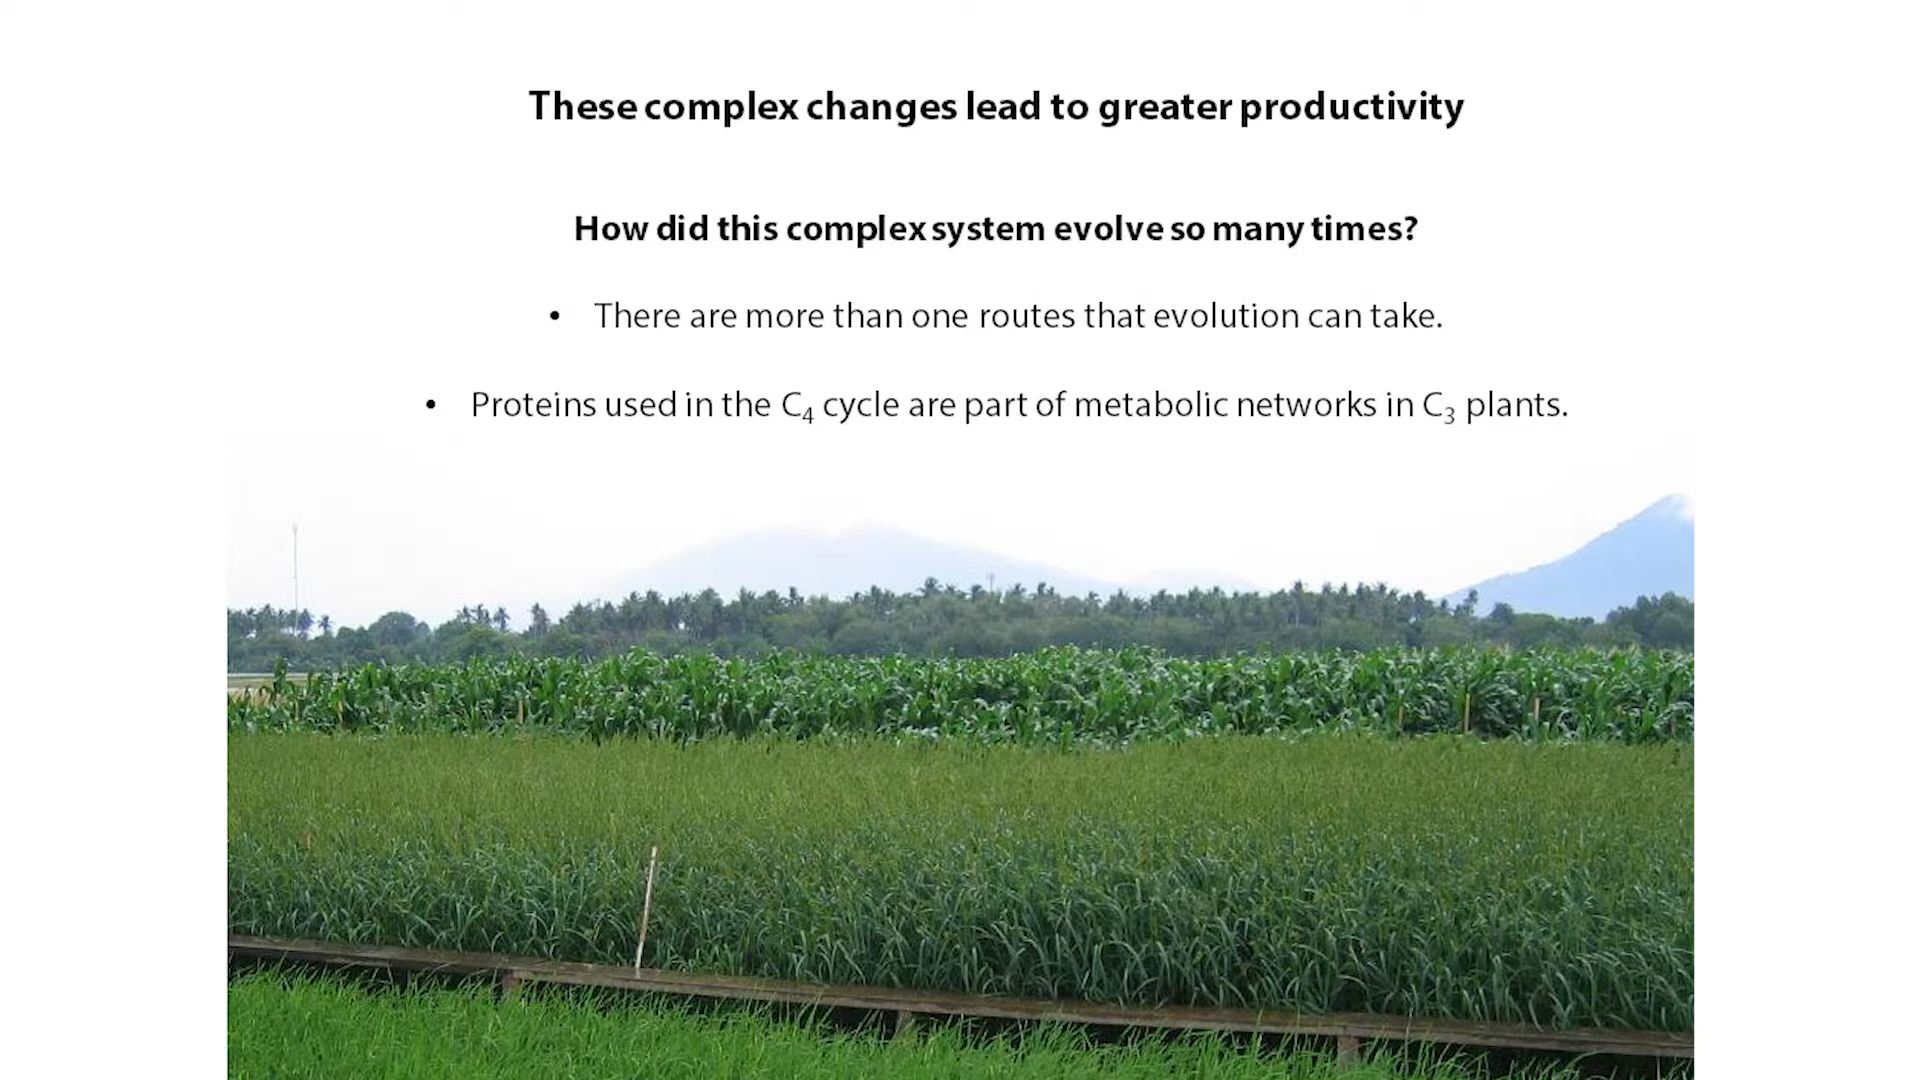 These complex changes lead to greater productivity
How did this complex system evolve so many times?
• There are more than one routes that evolution can take.
• Proteins used in the C₄ cycle are part of metabolic networks in C₃ plants.